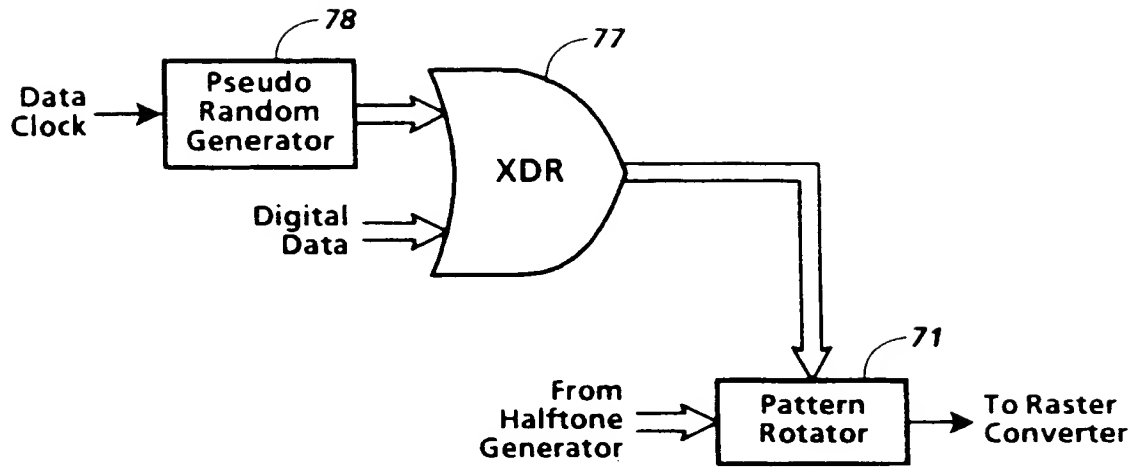 78
77
Pseudo
Random
Generator
Data
Clock
XDR
Digital
Data
71
From
Halftone
Generator
Pattern
Rotator
To Raster
Converter